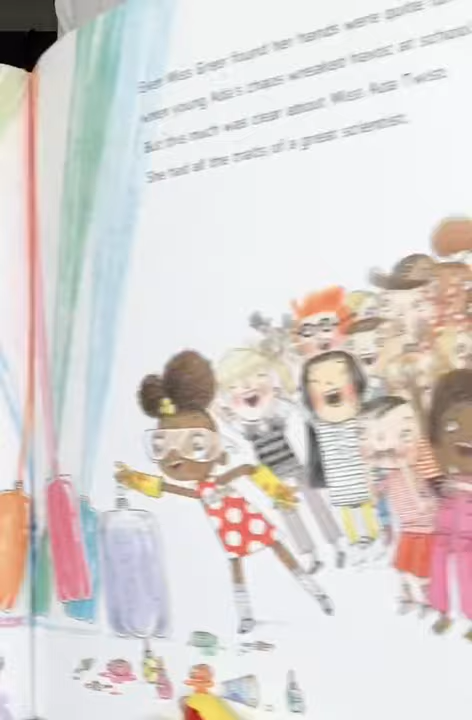 Even Miss Greer found her hands were quite
when young Ada's chaos wreaked havoc at school.
But this much was clear about Miss Ada Twist:
She had all the traits of a great scientist.